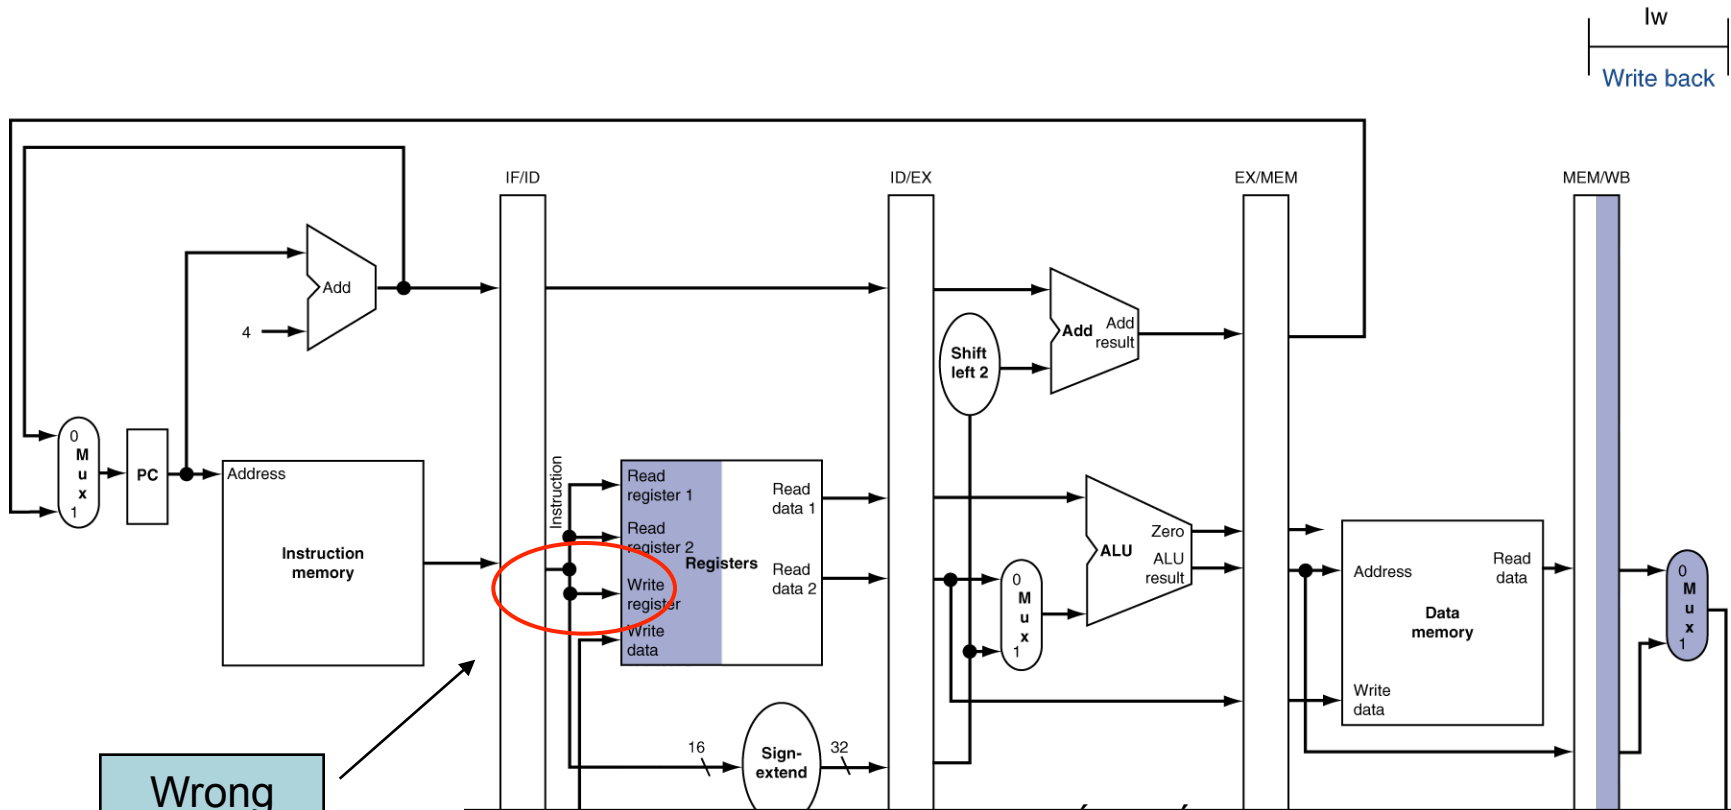 lw
Write back
IF/ID
ID/EX
EX/MEM
MEM/WB
Add
4
Shift
left 2
Add
Add
result
0
M
u
x
1
PC
Address
Instruction
memory
Instruction
Read
register 1
Read
register 2
Write
register
Write
data
Registers
Read
data 1
Read
data 2
16
Sign-
extend
32
0
M
u
x
1
Zero
ALU
ALU
result
Address
Read
data
Data
memory
Write
data
0
M
u
x
1
Wrong